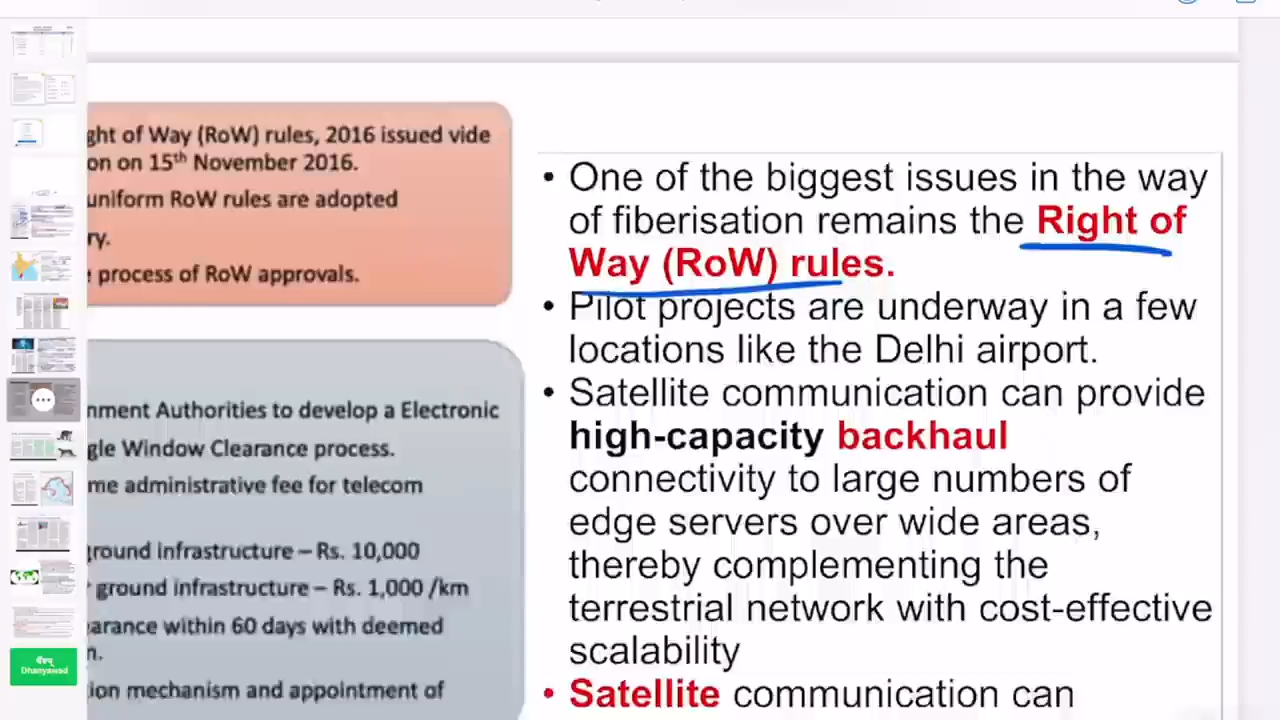 ght of Way (RoW) rules, 2016 issued vide
on on 15th November 2016.
uniform RoW rules are adopted
ry.
process of RoW approvals.
nment Authorities to develop a Electronic
gle Window Clearance process.
me administrative fee for telecom
ground infrastructure – Rs. 10,000
ground infrastructure – Rs. 1,000 /km
arance within 60 days with deemed
n.
ion mechanism and appointment of
• One of the biggest issues in the way
of fiberisation remains the Right of
Way (RoW) rules.
• Pilot projects are underway in a few
locations like the Delhi airport.
• Satellite communication can provide
high-capacity backhaul
connectivity to large numbers of
edge servers over wide areas,
thereby complementing the
terrestrial network with cost-effective
scalability
• Satellite communication can
Dhanyawad